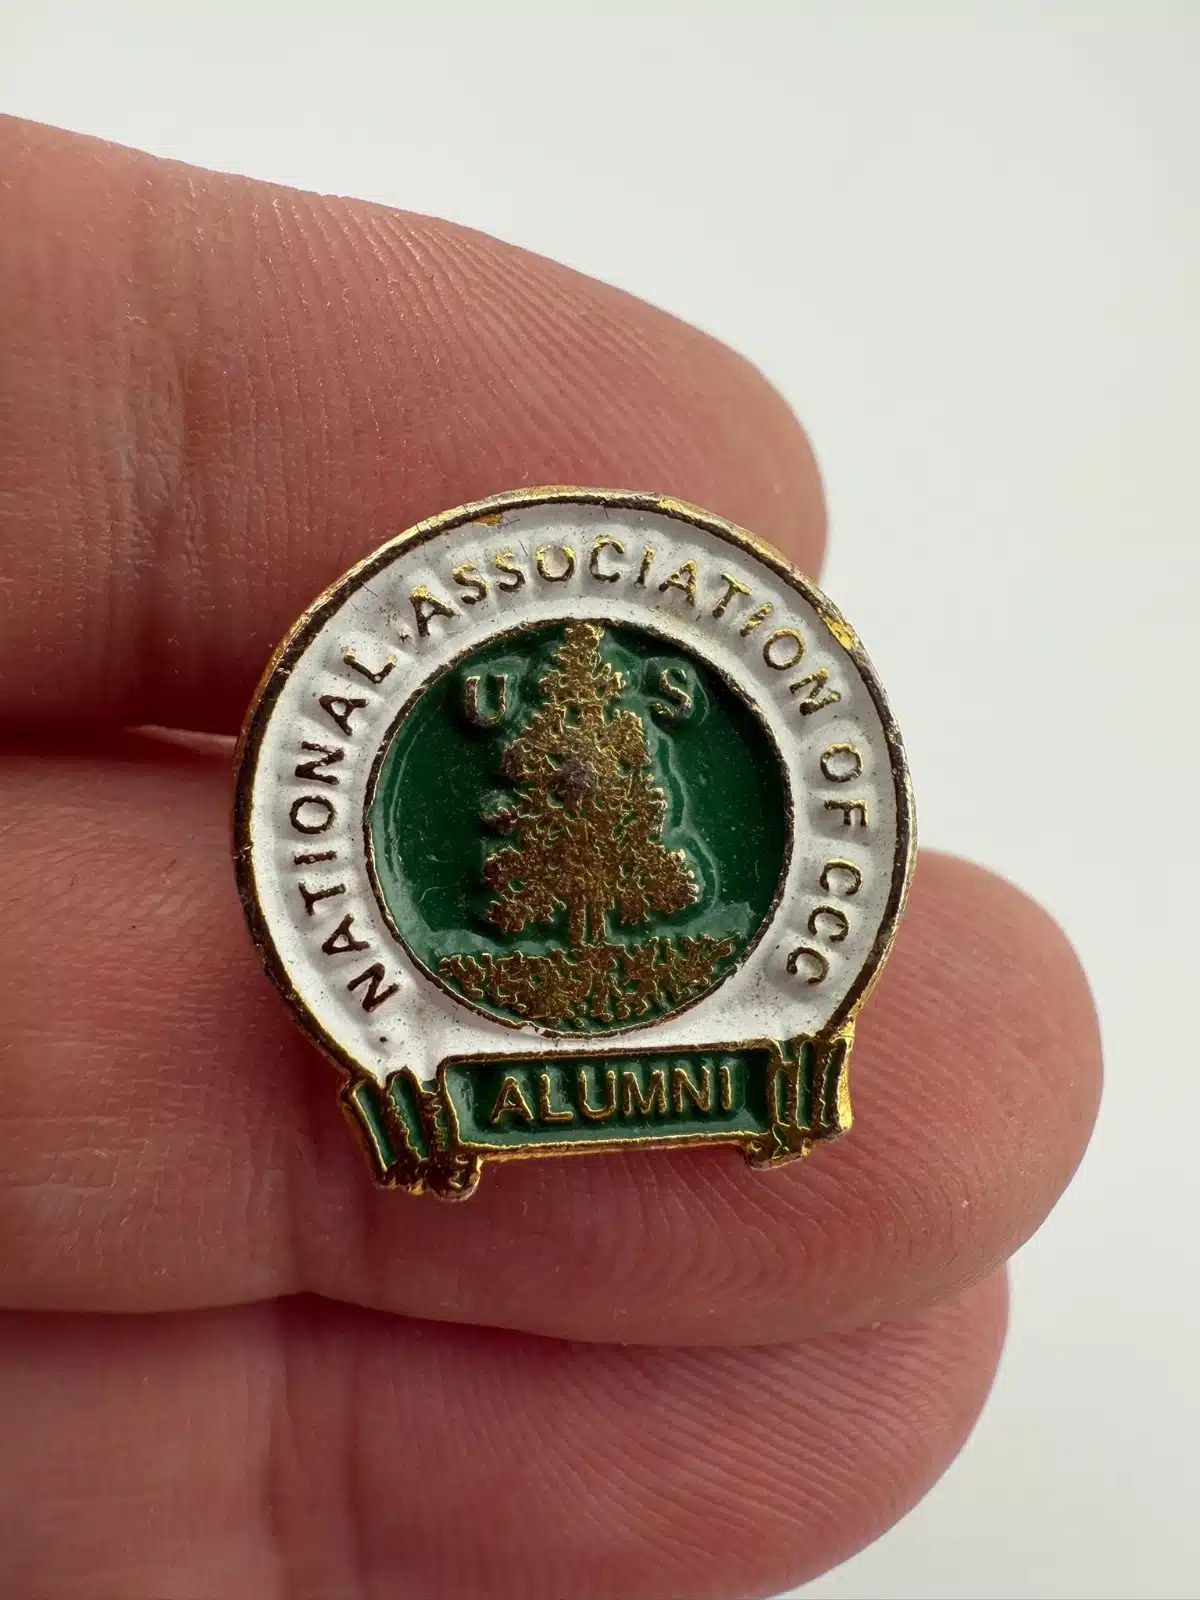 NATIONAL ASSOCIATION OF CCC
U S
ALUMNI